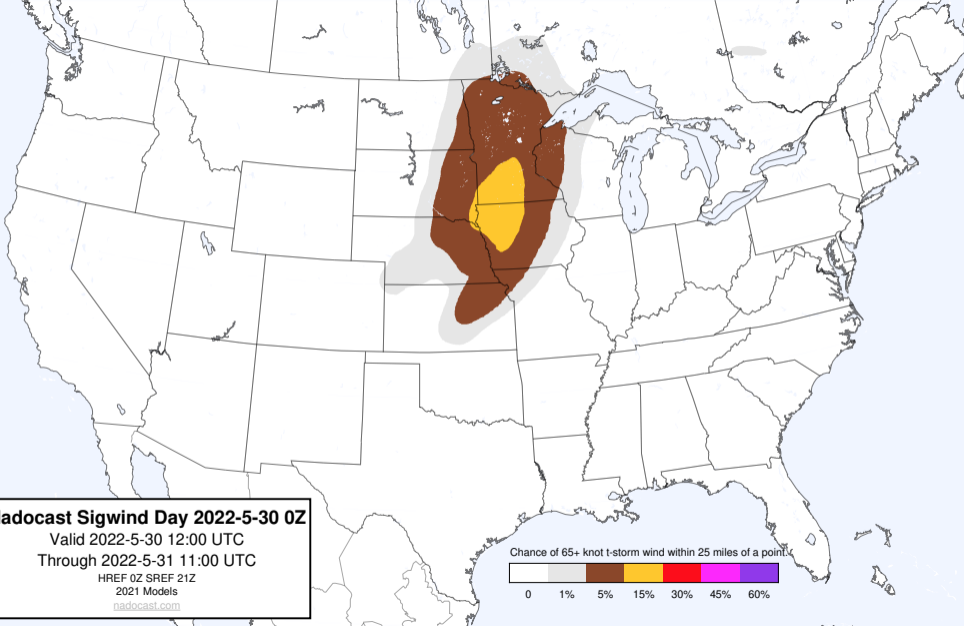 adocast Sigwind Day 2022-5-30 0Z
Valid 2022-5-30 12:00 UTC
Through 2022-5-31 11:00 UTC
HREF 0Z SREF 21Z
2021 Models
nadocast.com
Chance of 65+ knot t-storm wind within 25 miles of a point.
0 1% 5% 15% 30% 45% 60%